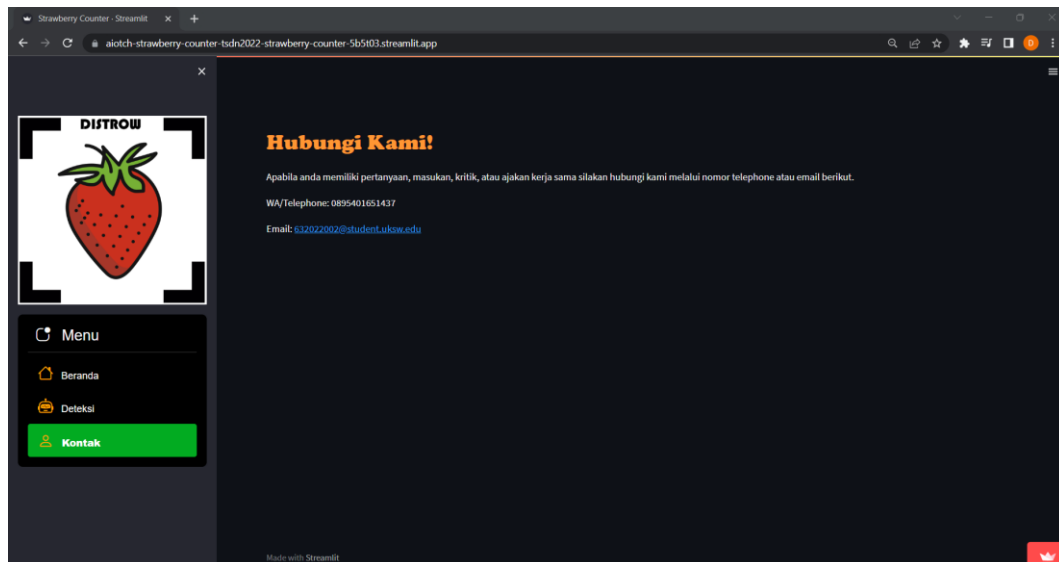 Strawberry Counter · Streamlit
aiotch-strawberry-counter-tsdn2022-strawberry-counter-5b5t03.streamlit.app
D
DISTROW
Menu
Beranda
Deteksi
Kontak
Hubungi Kami!
Apabila anda memiliki pertanyaan, masukan, kritik, atau ajakan kerja sama silakan hubungi kami melalui nomor telephone atau email berikut.
WA/Telephone: 0895401651437
Email: 632022002@student.uksw.edu
Made with Streamlit